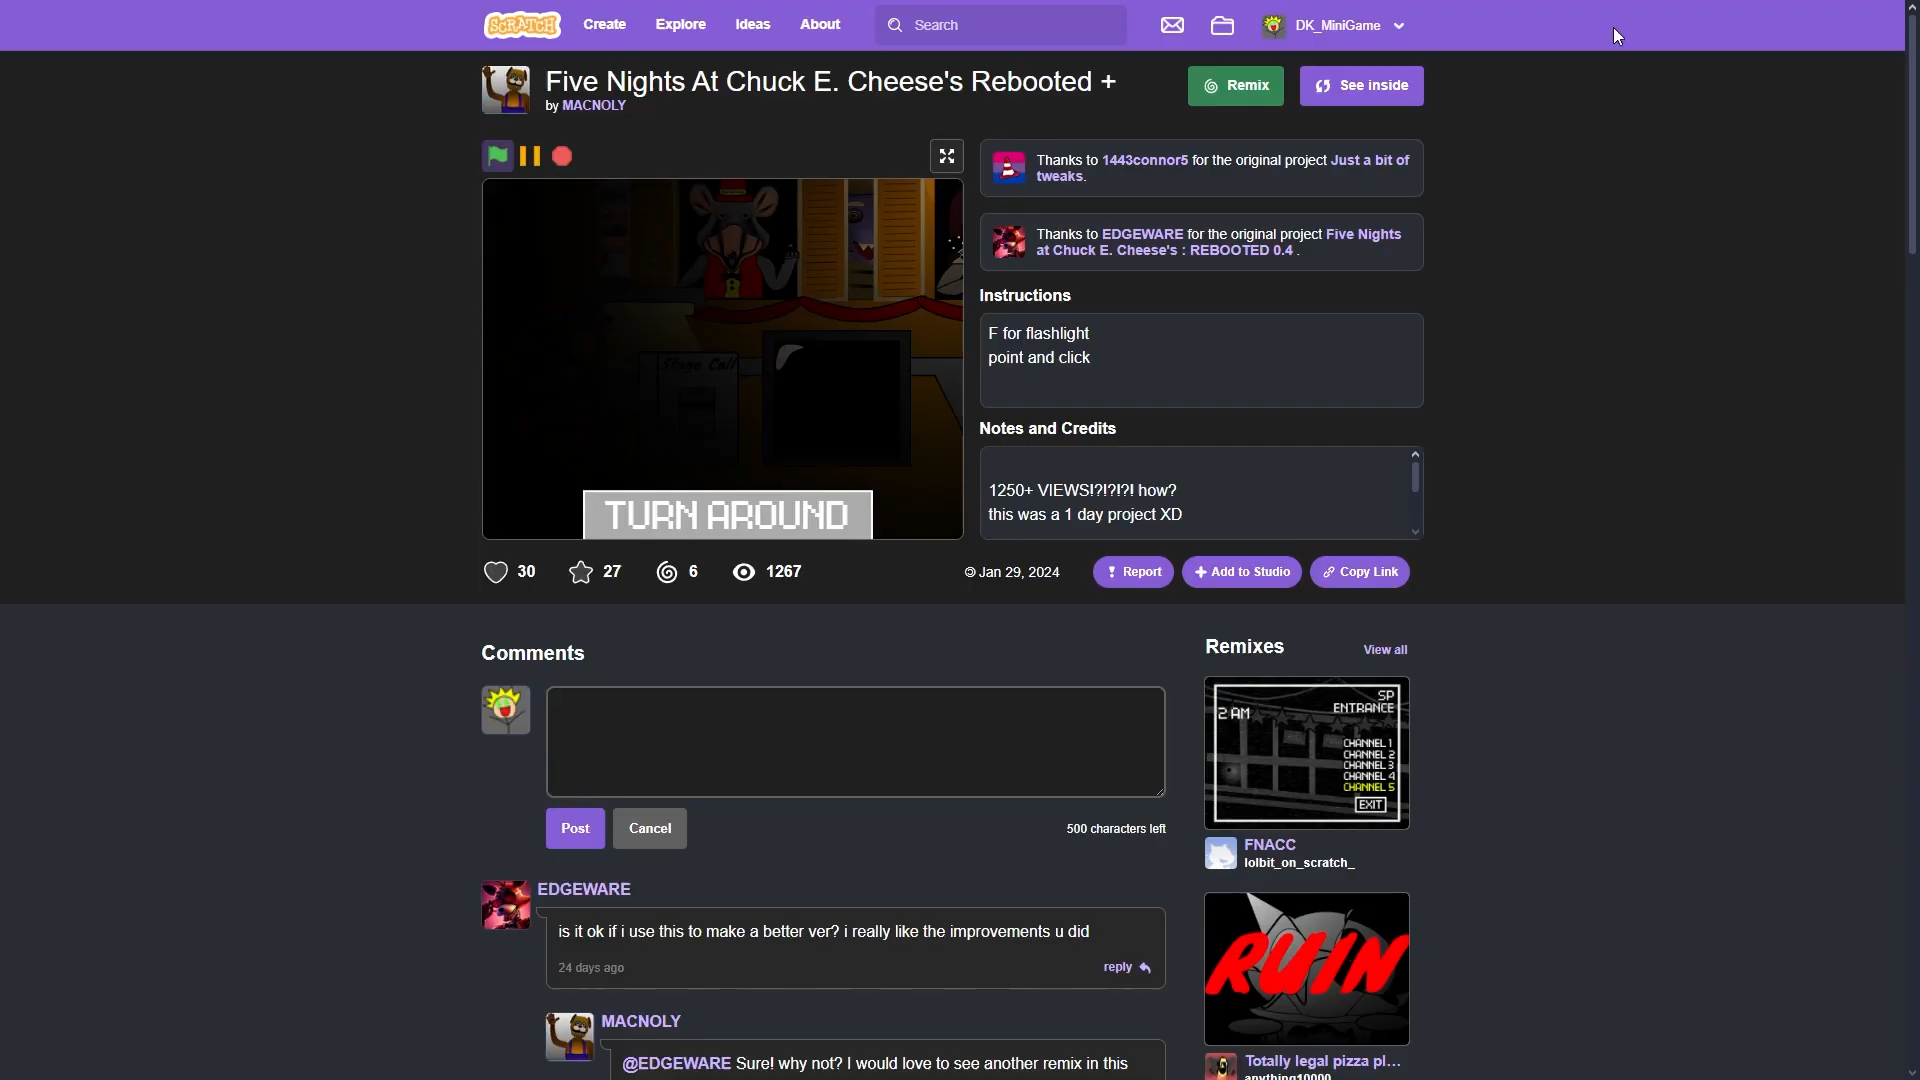 SCRATCH
Create
Explore
Ideas
About
Search
DK_MiniGame
Five Nights At Chuck E. Cheese's Rebooted +
by MACNOLY
Remix
See inside
Stage Call
TURN AROUND
Thanks to 1443connor5 for the original project Just a bit of
tweaks.
Thanks to EDGEWARE for the original project Five Nights
at Chuck E. Cheese's : REBOOTED 0.4 .
Instructions
F for flashlight
point and click
Notes and Credits
1250+ VIEWS!?!?!?! how?
this was a 1 day project XD
30
27
6
1267
© Jan 29, 2024
Report
Add to Studio
Copy Link
Comments
Post
Cancel
500 characters left
EDGEWARE
is it ok if i use this to make a better ver? i really like the improvements u did
24 days ago
reply
MACNOLY
@EDGEWARE Sure! why not? I would love to see another remix in this
Remixes
View all
SP
ENTRANCE
2 AM
CHANNEL 1
CHANNEL 2
CHANNEL 3
CHANNEL 4
CHANNEL 5
EXIT
FNACC
lolbit_on_scratch_
RUIN
Totally legal pizza pl...
anything10000